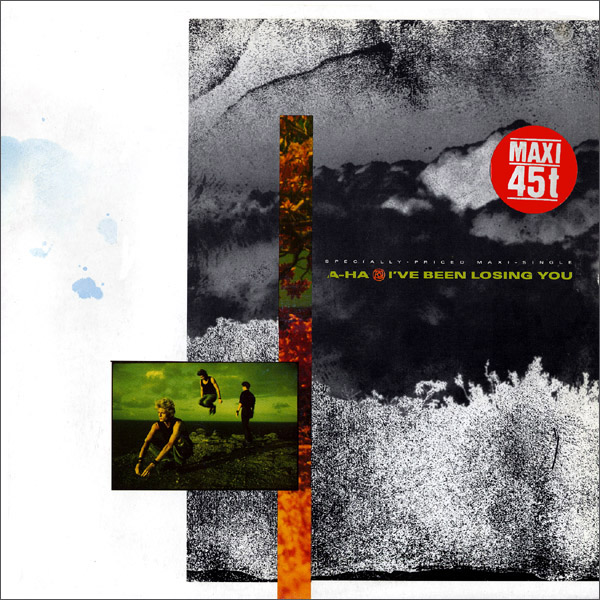 MAXI
45t
SPECIALLY-PRICED MAXI-SINGLE
A-HA I'VE BEEN LOSING YOU